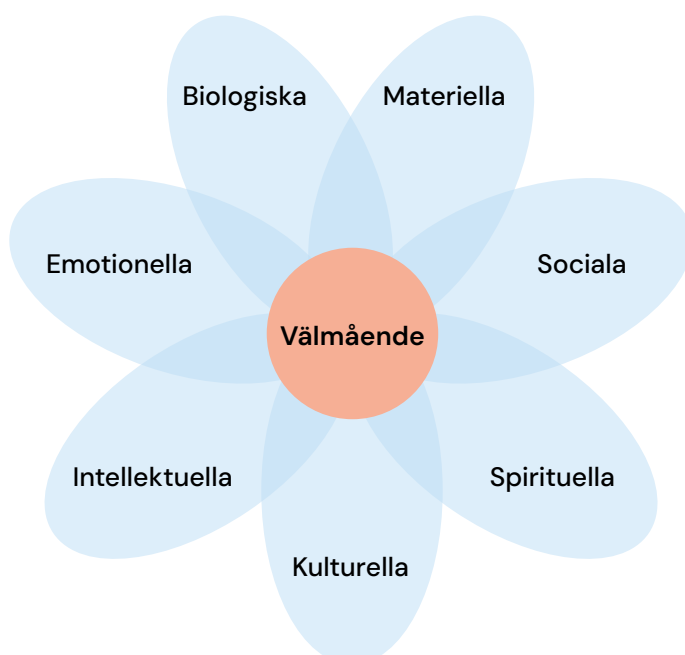 Biologiska
Materiella
Emotionella
Sociala
Välmående
Intellektuella
Spirituella
Kulturella